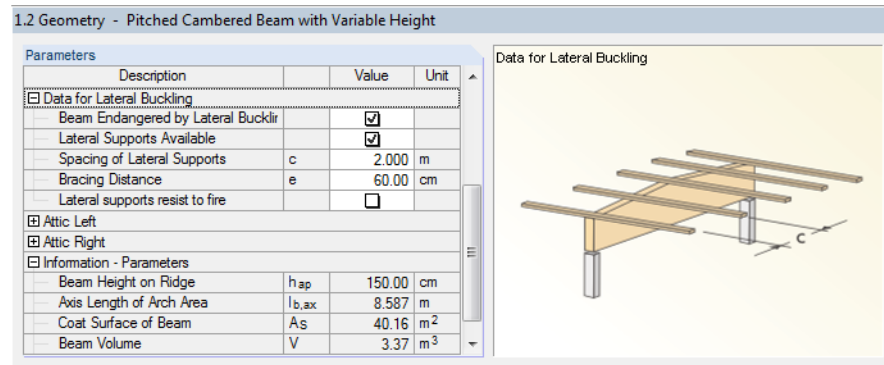 1.2 Geometry - Pitched Cambered Beam with Variable Height
Parameters
Description Value Unit
Data for Lateral Buckling
Beam Endangered by Lateral Bucklir
Lateral Supports Available
Spacing of Lateral Supports c 2.000 m
Bracing Distance e 60.00 cm
Lateral supports resist to fire
Attic Left
Attic Right
Information - Parameters
Beam Height on Ridge hap 150.00 cm
Axis Length of Arch Area lb,ax 8.587 m
Coat Surface of Beam As 40.16 m²
Beam Volume V 3.37 m³
Data for Lateral Buckling
C